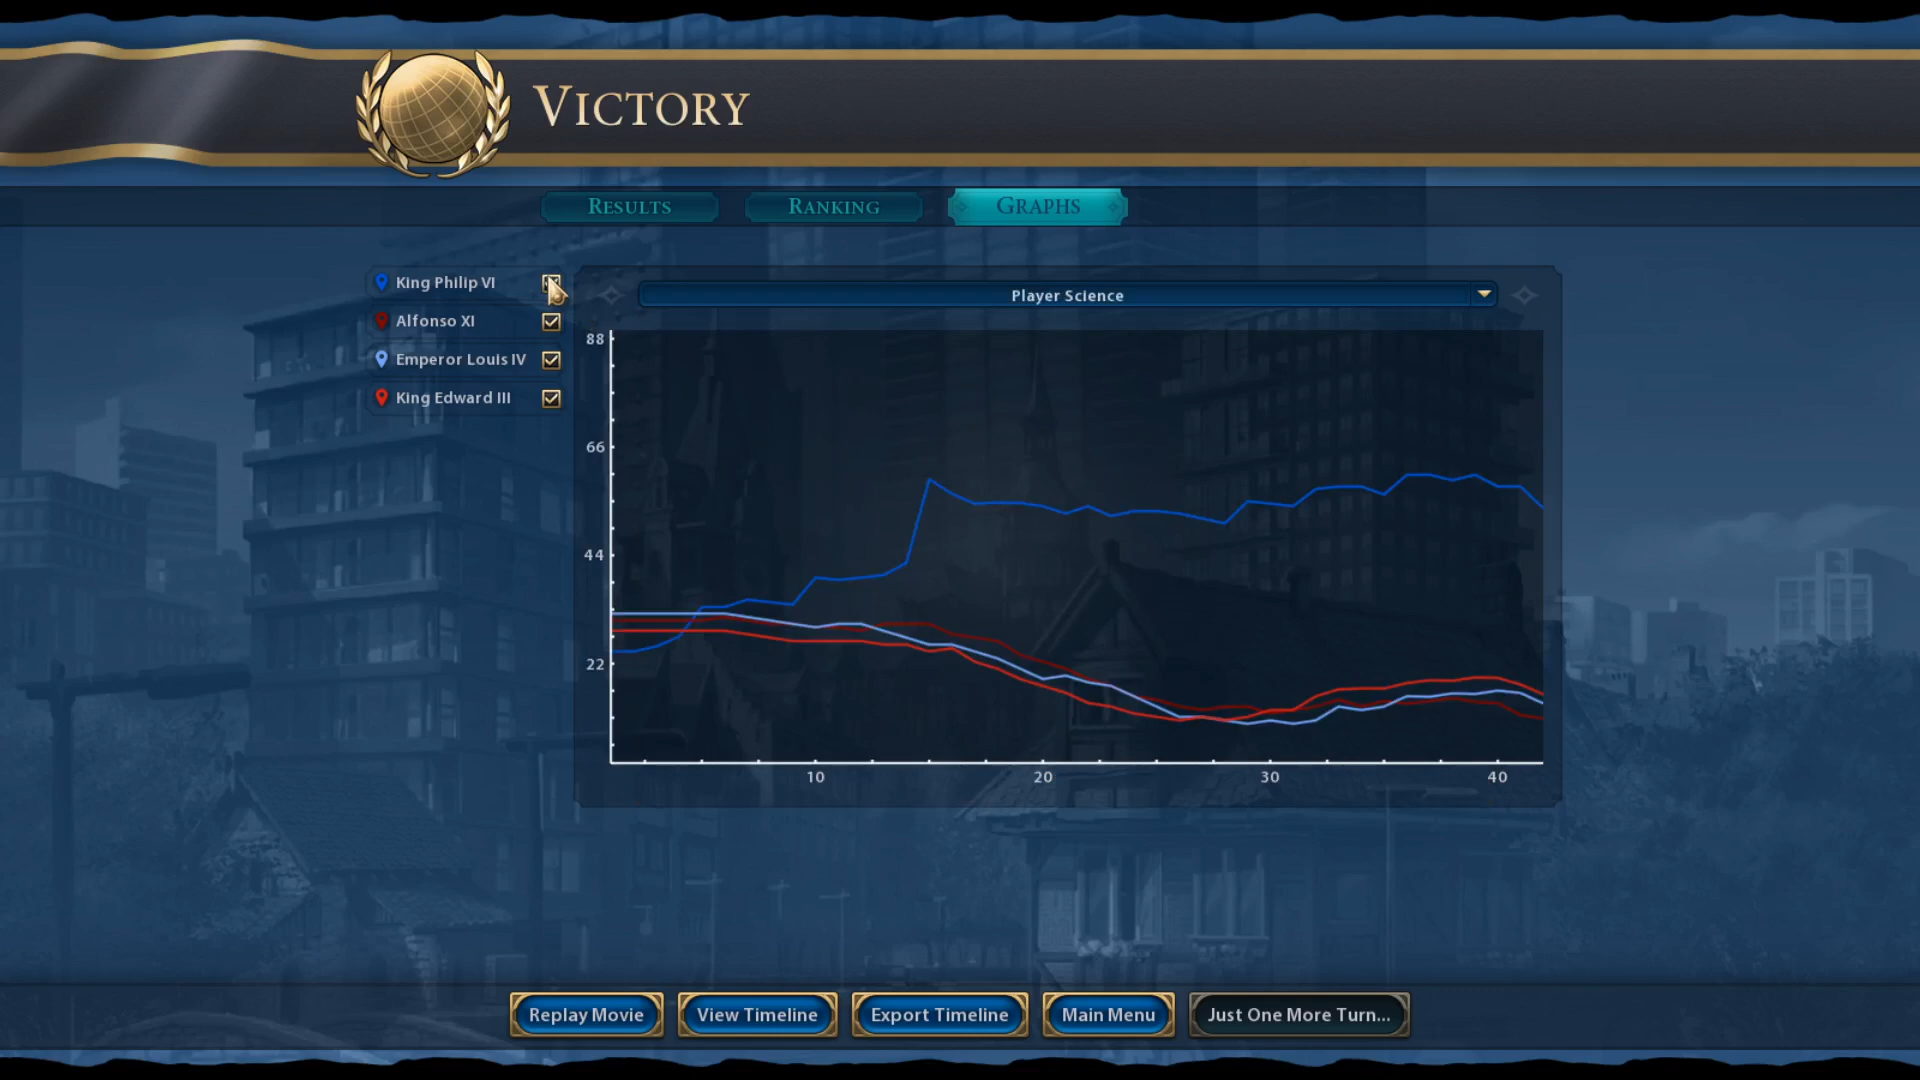 VICTORY
RESULTS
RANKING
GRAPHS
King Philip VI
Alfonso XI
Emperor Louis IV
King Edward III
Player Science
88
66
44
22
10
20
30
40
Replay Movie
View Timeline
Export Timeline
Main Menu
Just One More Turn...